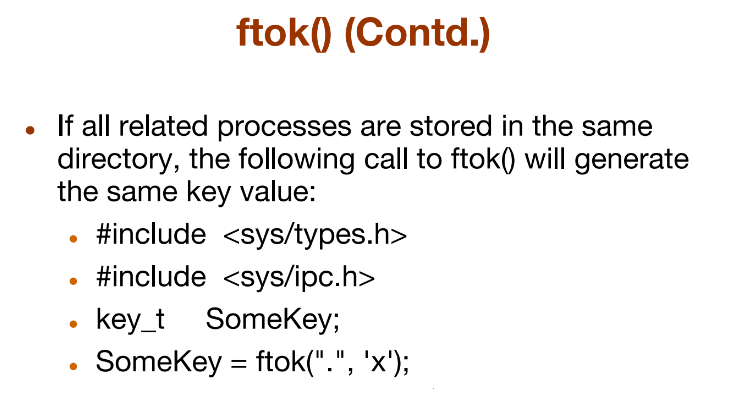 ftok() (Contd.)
• If all related processes are stored in the same
directory, the following call to ftok() will generate
the same key value:
• #include <sys/types.h>
• #include <sys/ipc.h>
• key_t SomeKey;
• SomeKey = ftok(".", 'x');